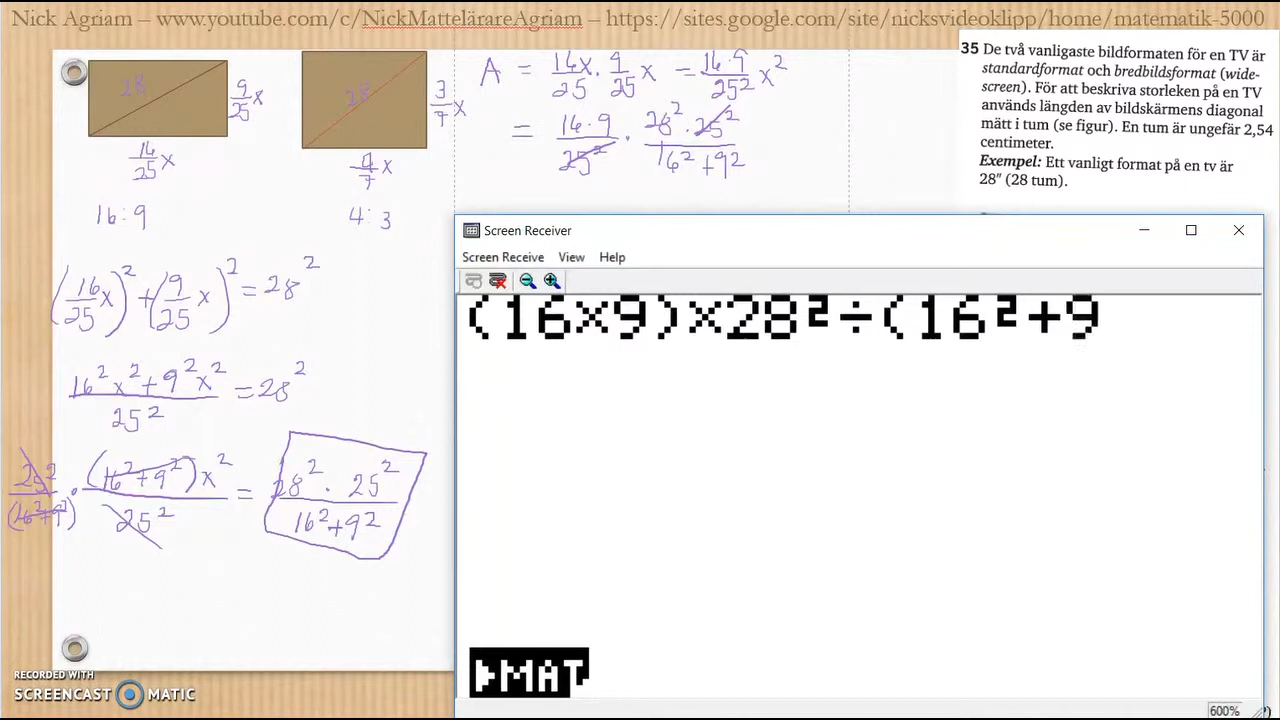 Nick Agriam – www.youtube.com/c/NickMattelärareAgriam – https://sites.google.com/site/nicksvideoklipp/home/matematik-5000
28
9/25 x
16/25 x
16:9
28
3/7 x
4/7 x
4:3
(16/25 x)² + (9/25 x)² = 28²
(16²x² + 9²x²)/25² = 28²
25²/(16²+9²) · (16²+9²)x²/25² = 28² · 25²/(16²+9²)
A = 16x/25 · 9/25 x = 16·9/25² x²
= 16·9/25² · 28²·25²/(16²+9²)
35 De två vanligaste bildformaten för en TV är
standardformat och bredbildsformat (wide-
screen). För att beskriva storleken på en TV
används längden av bildskärmens diagonal
mätt i tum (se figur). En tum är ungefär 2,54
centimeter.
Exempel: Ett vanligt format på en tv är
28″ (28 tum).
Screen Receiver
Screen Receive View Help
(16×9)×28²÷(16²+9
▶MAT
600%
RECORDED WITH
SCREENCAST MATIC